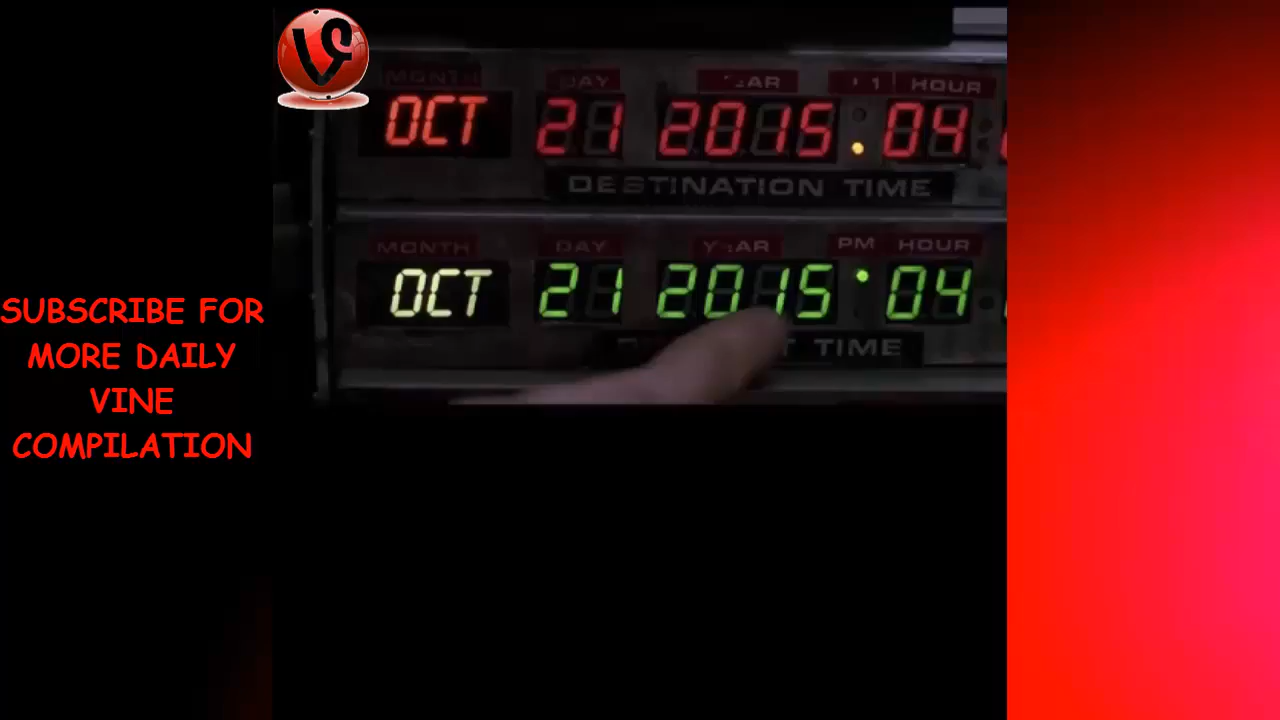 MONTH DAY YEAR HOUR
OCT 21 2015 04
DESTINATION TIME
MONTH DAY YEAR PM HOUR
OCT 21 2015 04
TIME
SUBSCRIBE FOR
MORE DAILY
VINE
COMPILATION